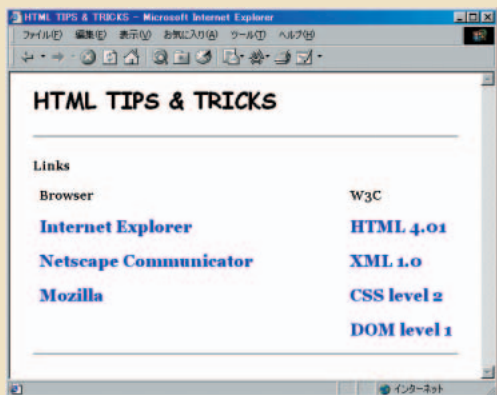 HTML TIPS & TRICKS - Microsoft Internet Explorer
ファイル(F) 編集(E) 表示(V) お気に入り(A) ツール(T) ヘルプ(H)
HTML TIPS & TRICKS
Links
Browser W3C
Internet Explorer HTML 4.01
Netscape Communicator XML 1.0
Mozilla CSS level 2
DOM level 1
インターネット